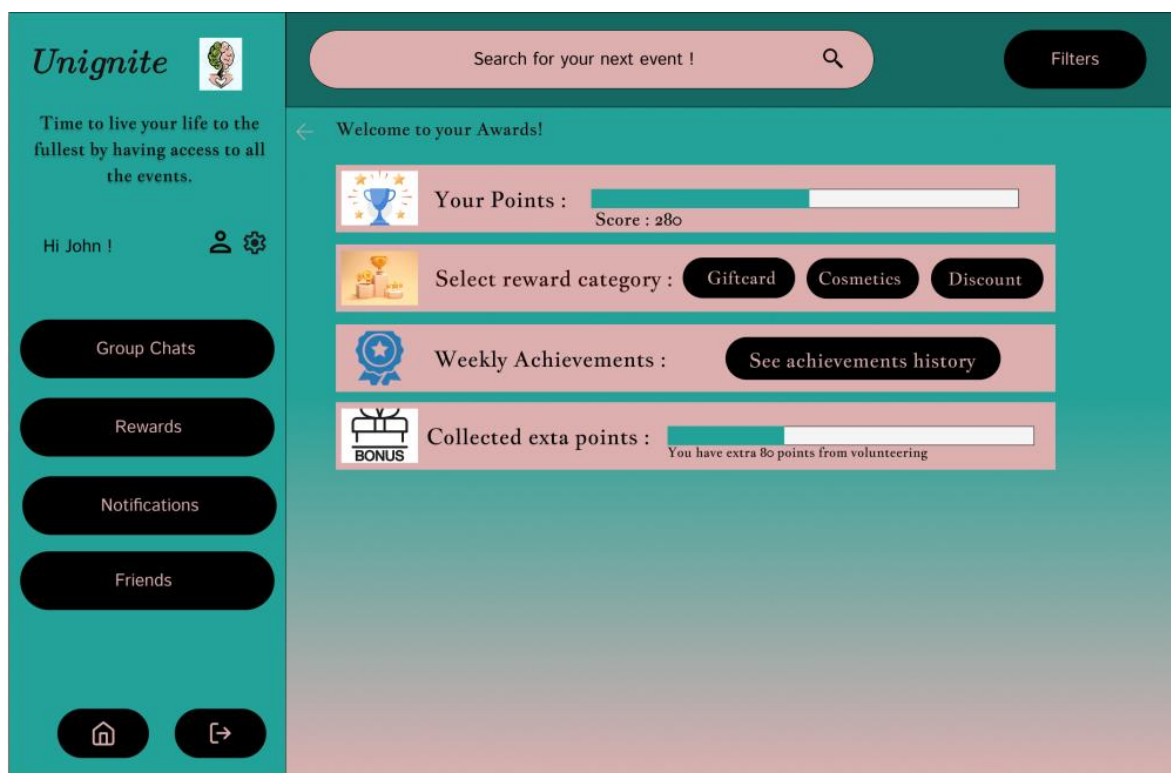 Unignite
Time to live your life to the
fullest by having access to all
the events.
Hi John !
Group Chats
Rewards
Notifications
Friends
Search for your next event !
Filters
Welcome to your Awards!
Your Points :
Score : 280
Select reward category :
Giftcard
Cosmetics
Discount
Weekly Achievements :
See achievements history
BONUS
Collected exta points :
You have extra 80 points from volunteering